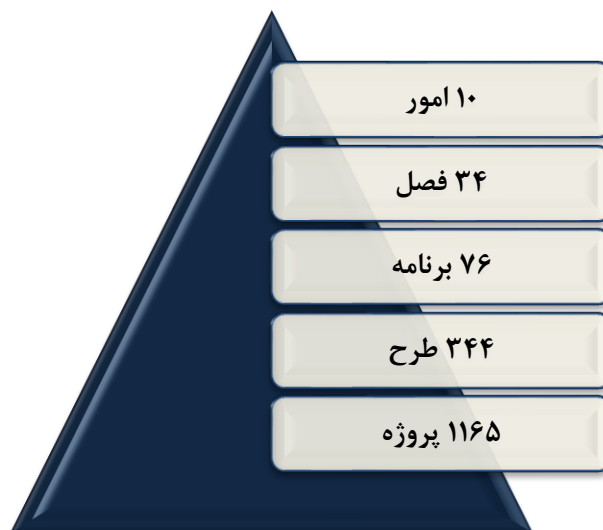 ۱۰ امور
۳۴ فصل
۷۶ برنامه
۳۴۴ طرح
۱۱۶۵ پروژه